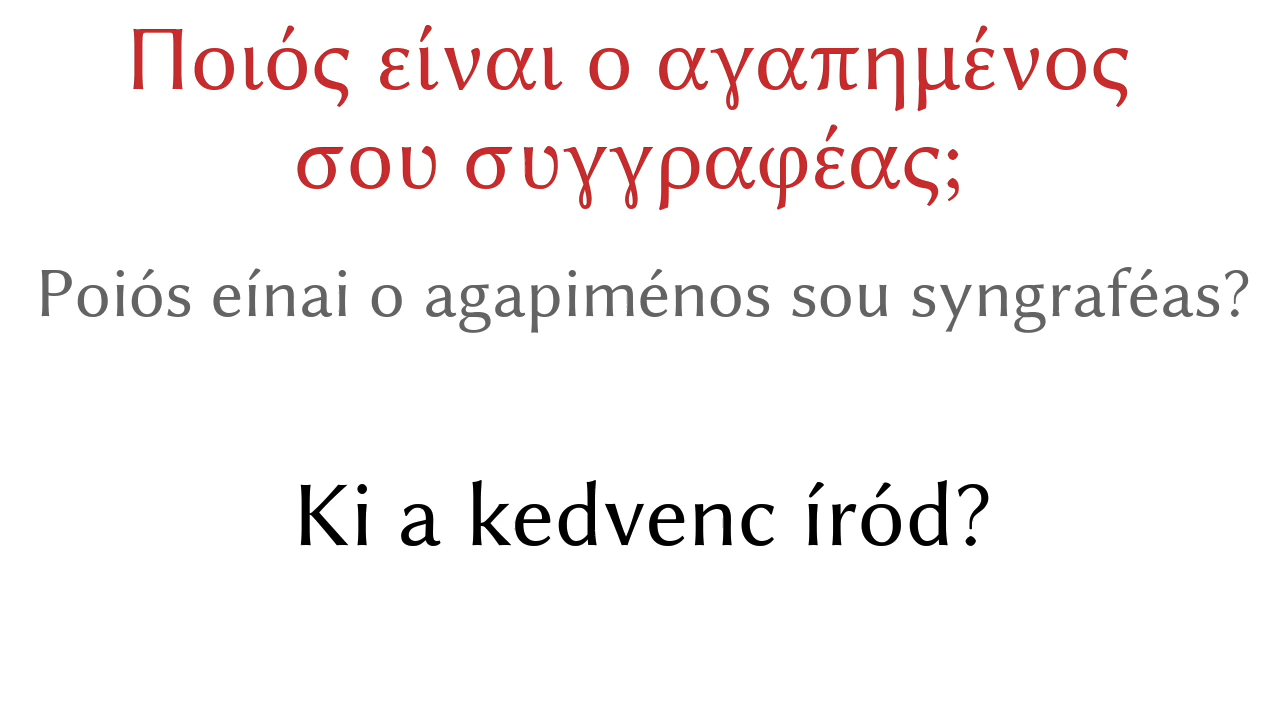 Ποιός είναι ο αγαπημένος
σου συγγραφέας;
Poiós eínai o agapiménos sou syngraféas?
Ki a kedvenc íród?